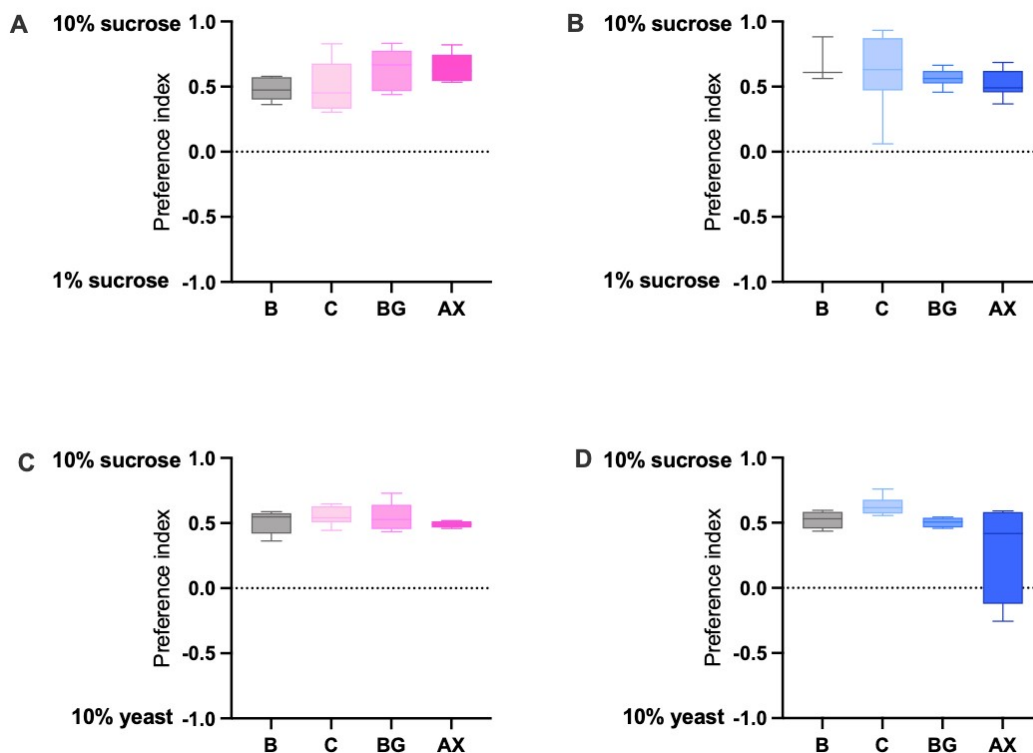 A
10% sucrose
1.0
0.5
0.0
-0.5
1% sucrose
-1.0
Preference index
B C BG AX
B
10% sucrose
1.0
0.5
0.0
-0.5
1% sucrose
-1.0
Preference index
B C BG AX
C
10% sucrose
1.0
0.5
0.0
-0.5
10% yeast
-1.0
Preference index
B C BG AX
D
10% sucrose
1.0
0.5
0.0
-0.5
10% yeast
-1.0
Preference index
B C BG AX